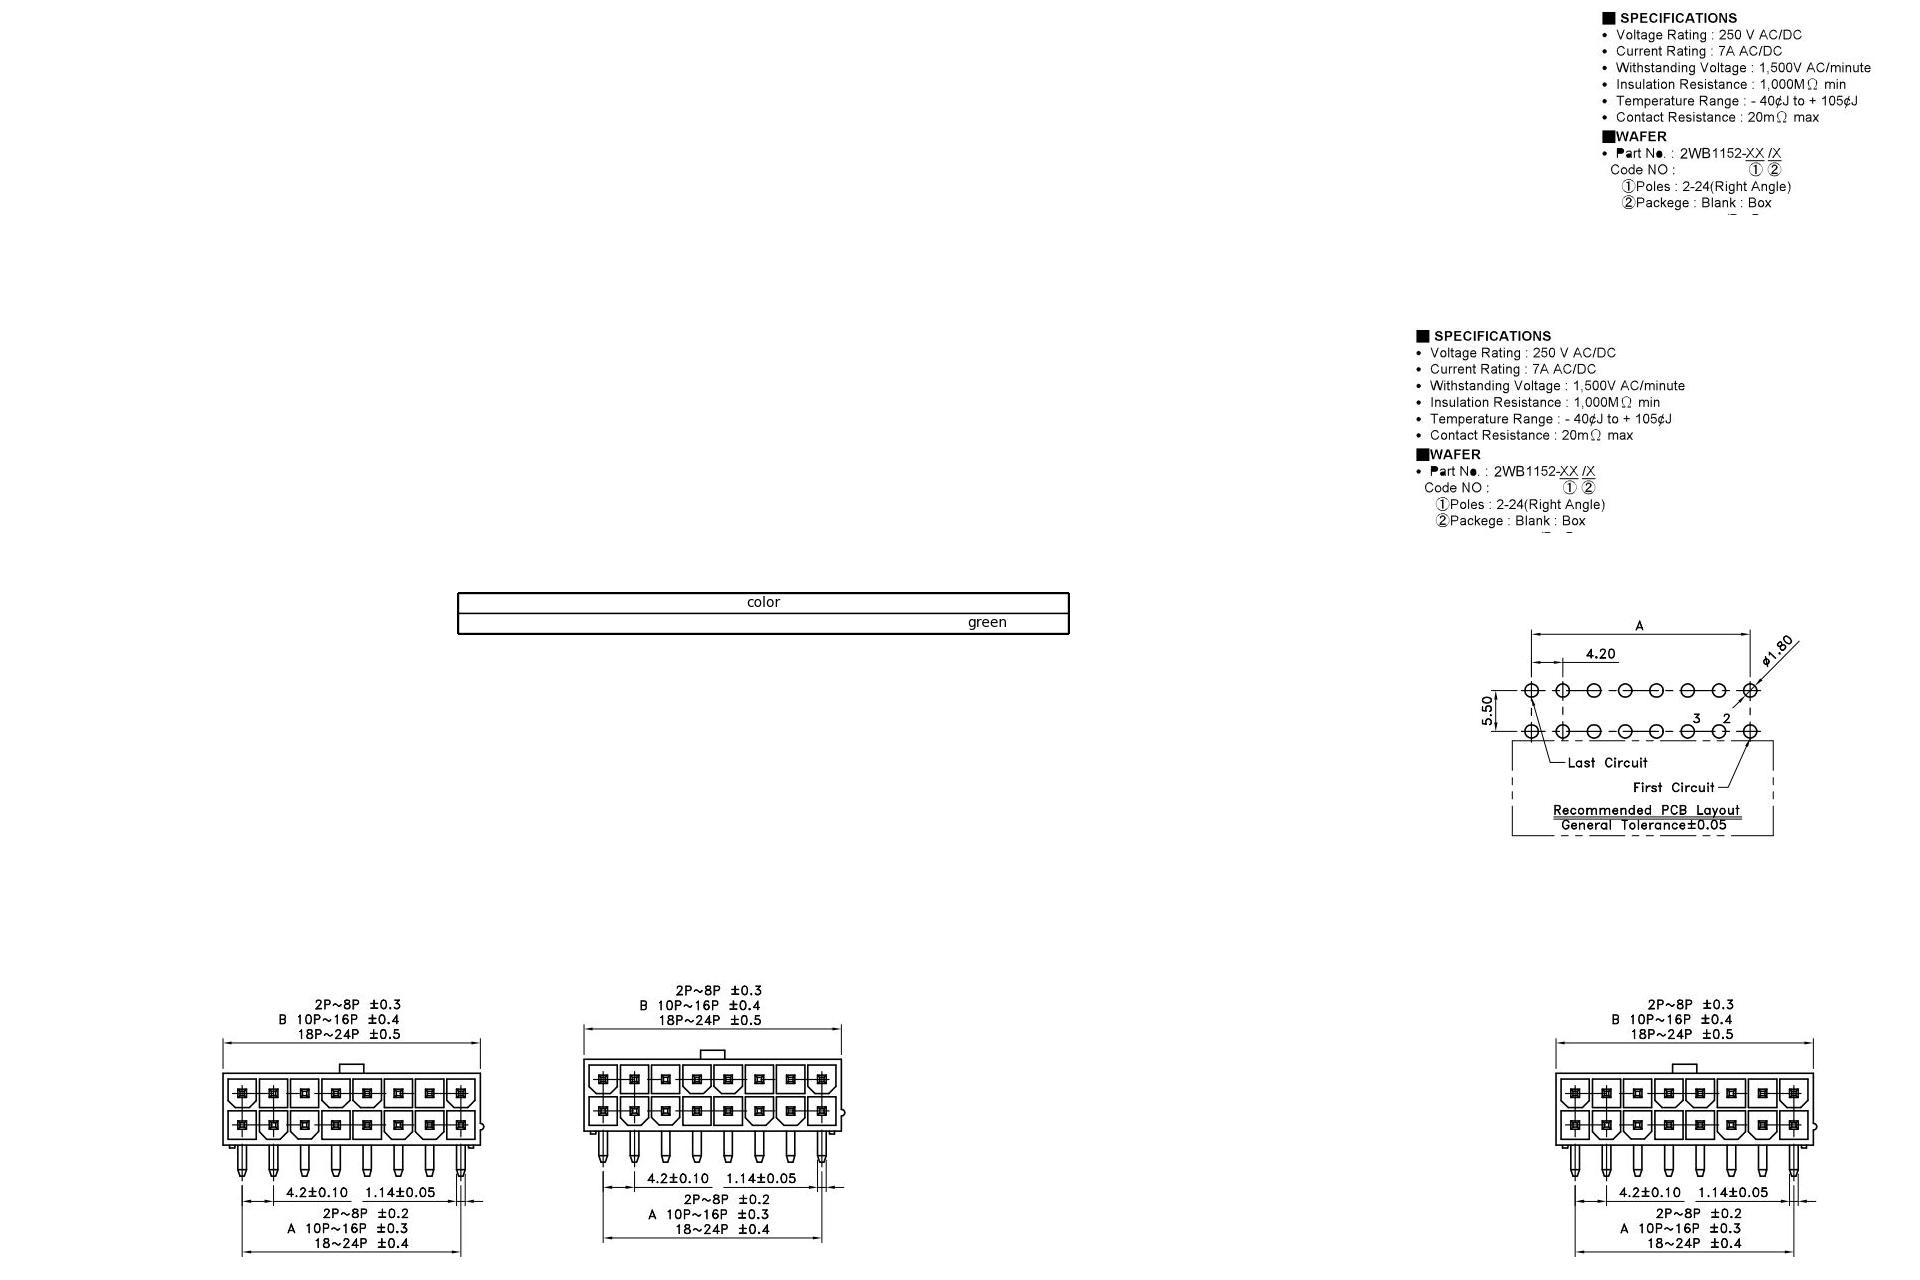 ■ SPECIFICATIONS
• Voltage Rating : 250 V AC/DC
• Current Rating : 7A AC/DC
• Withstanding Voltage : 1,500V AC/minute
• Insulation Resistance : 1,000MΩ min
• Temperature Range : - 40¢J to + 105¢J
• Contact Resistance : 20mΩ max
■WAFER
• Part No. : 2WB1152-XX /X
Code NO : ① ②
①Poles : 2-24(Right Angle)
②Packege : Blank : Box
■ SPECIFICATIONS
• Voltage Rating : 250 V AC/DC
• Current Rating : 7A AC/DC
• Withstanding Voltage : 1,500V AC/minute
• Insulation Resistance : 1,000MΩ min
• Temperature Range : - 40¢J to + 105¢J
• Contact Resistance : 20mΩ max
■WAFER
• Part No. : 2WB1152-XX /X
Code NO : ① ②
①Poles : 2-24(Right Angle)
②Packege : Blank : Box
color
green
A
4.20
ø1.80
5.50
3 2
Last Circuit
First Circuit
Recommended PCB Layout
General Tolerance±0.05
2P~8P ±0.3
B 10P~16P ±0.4
18P~24P ±0.5
4.2±0.10 1.14±0.05
2P~8P ±0.2
A 10P~16P ±0.3
18~24P ±0.4
2P~8P ±0.3
B 10P~16P ±0.4
18P~24P ±0.5
4.2±0.10 1.14±0.05
2P~8P ±0.2
A 10P~16P ±0.3
18~24P ±0.4
2P~8P ±0.3
B 10P~16P ±0.4
18P~24P ±0.5
4.2±0.10 1.14±0.05
2P~8P ±0.2
A 10P~16P ±0.3
18~24P ±0.4